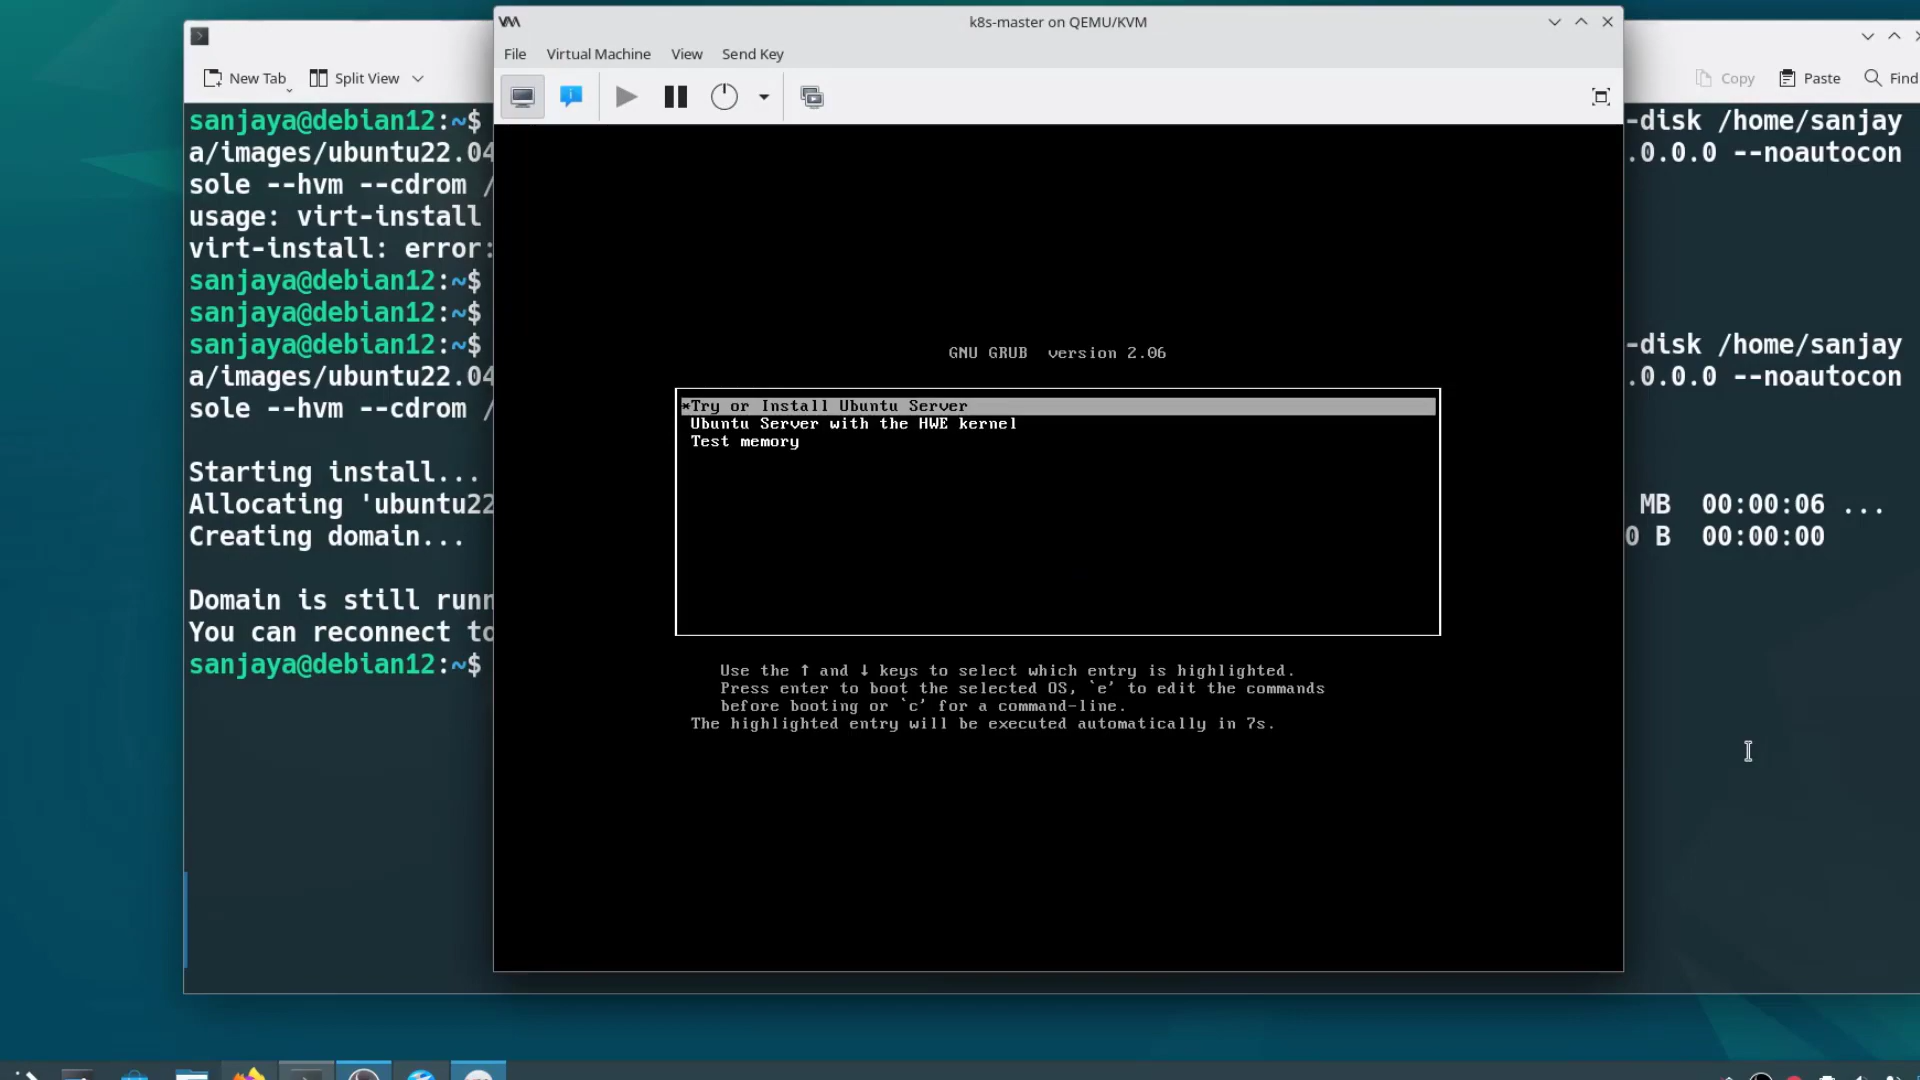 k8s-master on QEMU/KVM
File Virtual Machine View Send Key
New Tab Split View
Copy Paste Find
sanjaya@debian12:~$ -disk /home/sanjay
a/images/ubuntu22.04 .0.0.0 --noautocon
sole --hvm --cdrom /
usage: virt-install
virt-install: error:
sanjaya@debian12:~$
sanjaya@debian12:~$
sanjaya@debian12:~$ -disk /home/sanjay
a/images/ubuntu22.04 .0.0.0 --noautocon
sole --hvm --cdrom /
Starting install...
Allocating 'ubuntu22 MB 00:00:06 ...
Creating domain... 0 B 00:00:00
Domain is still runn
You can reconnect to
sanjaya@debian12:~$
GNU GRUB version 2.06
*Try or Install Ubuntu Server
Ubuntu Server with the HWE kernel
Test memory
Use the ↑ and ↓ keys to select which entry is highlighted.
Press enter to boot the selected OS, `e' to edit the commands
before booting or `c' for a command-line.
The highlighted entry will be executed automatically in 7s.